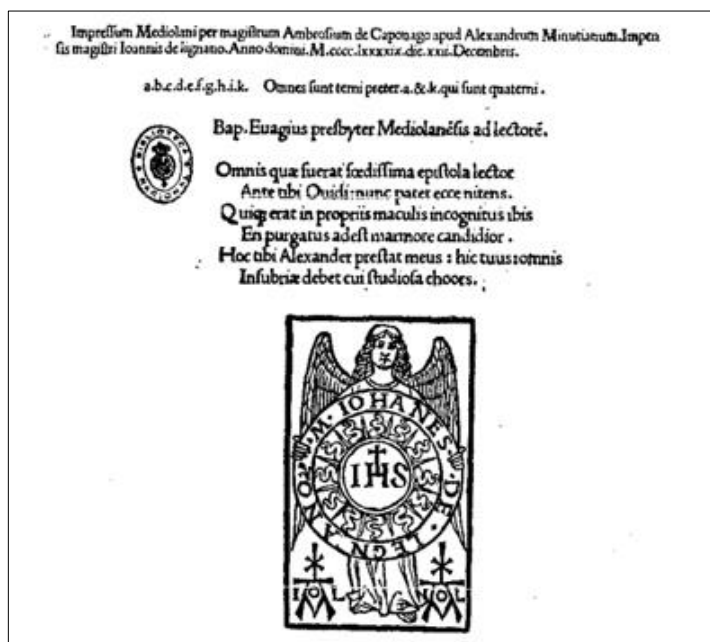 Impressum Mediolani per magistrum Ambrosium de Caponago apud Alexandrum Minutianum. Impen
sis magistri Ioannis de lignano. Anno domini. M.cccc.lxxxxix.die.xxii.Decembris.
a.b.c.d.e.f.g.h.i.k. Omnes sunt terni preter.a.&k.qui sunt quaterni.
Bap. Euagius presbyter Mediolanēsis ad lectorē.
Omnis quæ fuerat fœdissima epistola lector
Ante tibi Ouidi: nunc patet ecce nitens.
Quiq; erat in propriis maculis incognitus ibis
En purgatus adest marmore candidior.
Hoc tibi Alexander prestat meus: hic tuus: omnis
Insubriæ debet cui studiosa choors.
M·IOHANES·DE·LEGNANO
IHS
IOL IOL